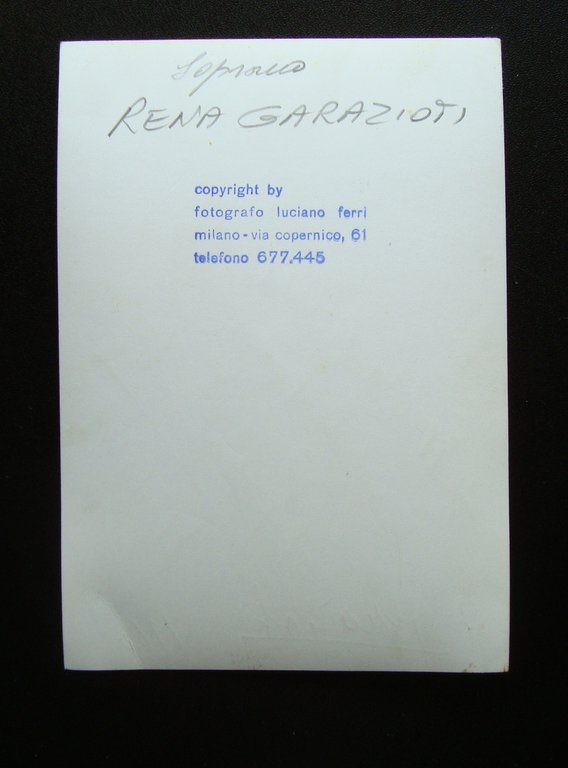 Soprano
RENA GARAZIOTI
copyright by
fotografo luciano ferri
milano - via copernico, 61
telefono 677.445